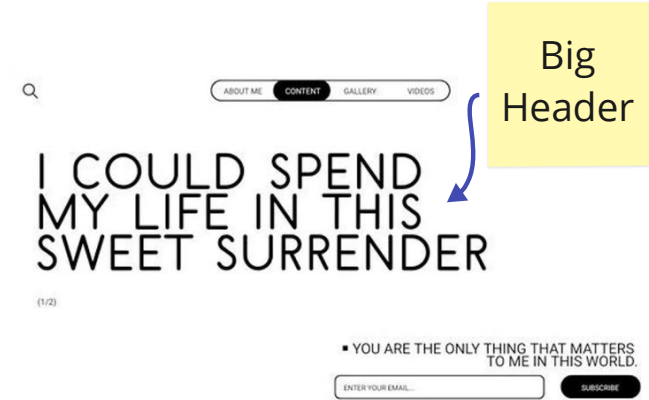 Big
Header
ABOUT ME CONTENT GALLERY VIDEOS
I COULD SPEND
MY LIFE IN THIS
SWEET SURRENDER
(1/2)
▪ YOU ARE THE ONLY THING THAT MATTERS
TO ME IN THIS WORLD.
ENTER YOUR EMAIL... SUBSCRIBE